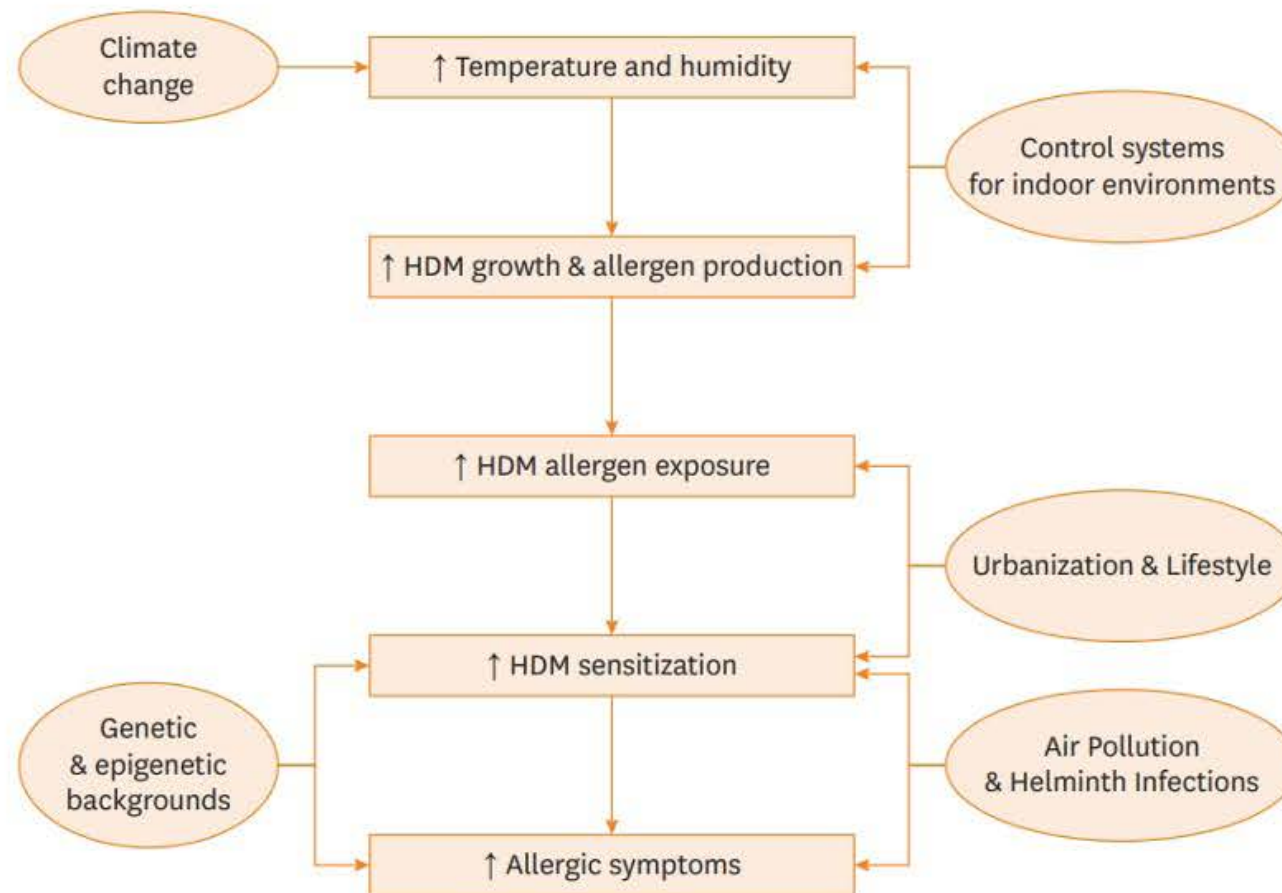 Climate
change
↑ Temperature and humidity
Control systems
for indoor environments
↑ HDM growth & allergen production
↑ HDM allergen exposure
Urbanization & Lifestyle
↑ HDM sensitization
Genetic
& epigenetic
backgrounds
Air Pollution
& Helminth Infections
↑ Allergic symptoms